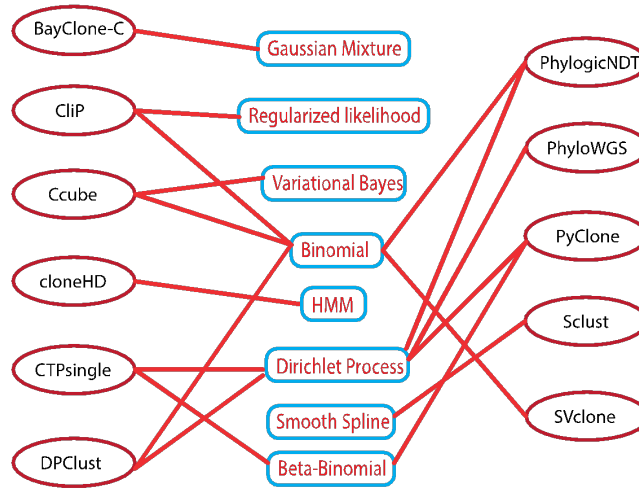 BayClone-C
CliP
Ccube
cloneHD
CTPsingle
DPClust
Gaussian Mixture
Regularized likelihood
Variational Bayes
Binomial
HMM
Dirichlet Process
Smooth Spline
Beta-Binomial
PhylogicNDT
PhyloWGS
PyClone
Sclust
SVclone